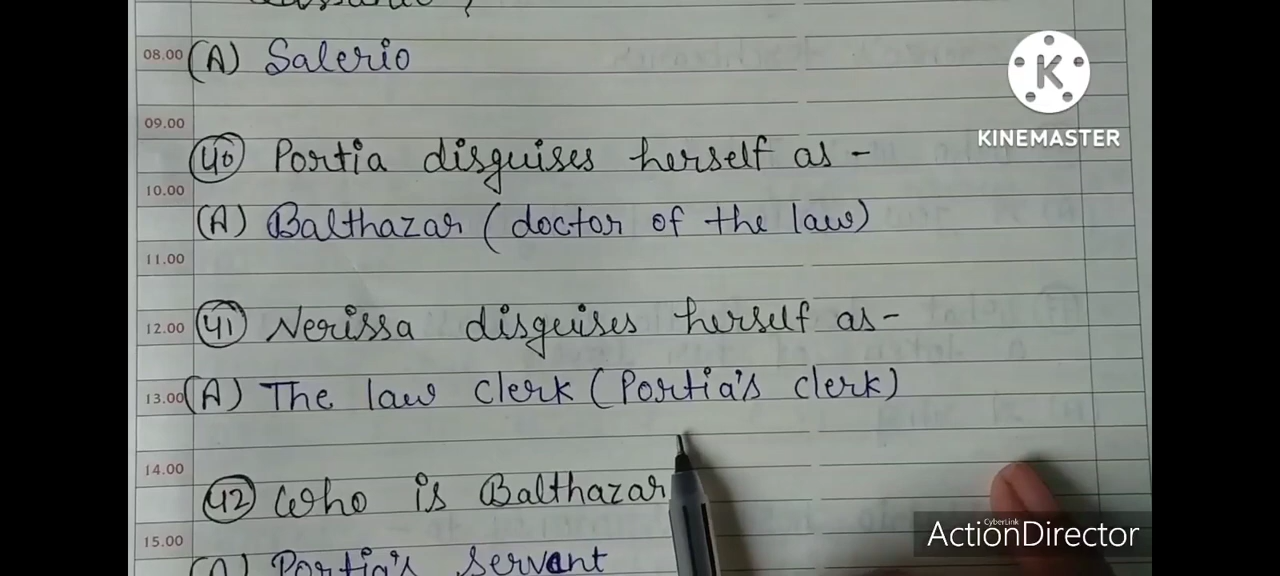 08.00 (A) Salerio
KINEMASTER
09.00
40 Portia disguises herself as -
10.00
(A) Balthazar (doctor of the law)
11.00
41 Nerissa disguises herself as-
12.00
13.00 (A) The law clerk (Portia's clerk)
14.00
42 Who is Balthazar
15.00
(A) Portia's servant
CyberLink
ActionDirector